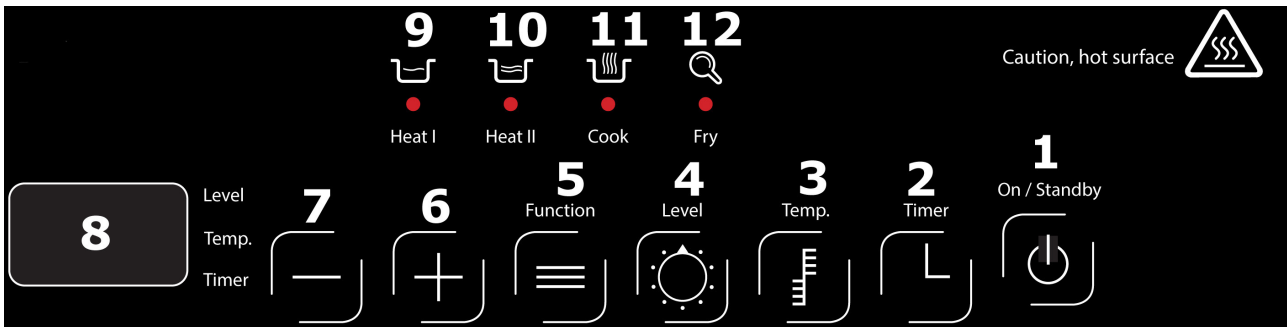 9 10 11 12
Caution, hot surface
Heat I Heat II Cook Fry
1
On / Standby
5 4 3 2
Function Level Temp. Timer
7 6
Level
8
Temp.
Timer